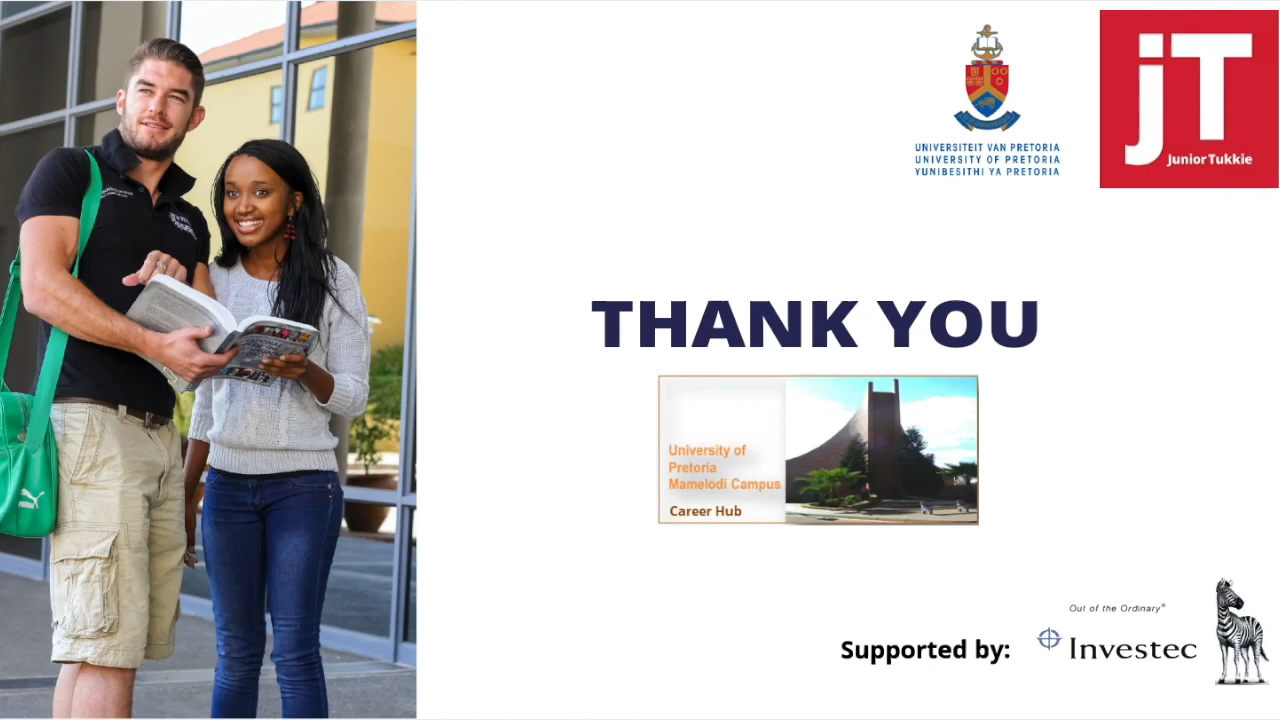 UNIVERSITEIT VAN PRETORIA
UNIVERSITY OF PRETORIA
YUNIBESITHI YA PRETORIA
jT
JuniorTukkie
THANK YOU
University of
Pretoria
Mamelodi Campus
Career Hub
PUMA
Out of the Ordinary®
Supported by:
Investec